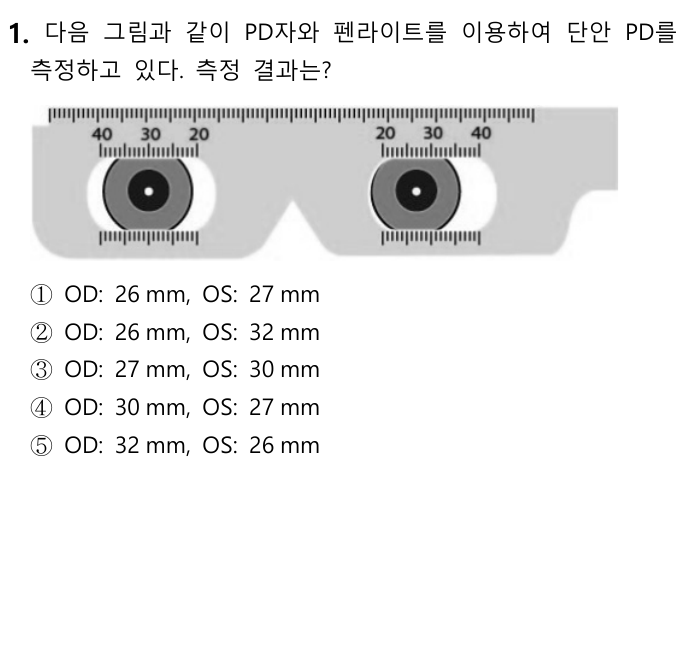 1. 다음 그림과 같이 PD자와 펜라이트를 이용하여 단안 PD를
측정하고 있다. 측정 결과는?
40 30 20 20 30 40
① OD: 26 mm, OS: 27 mm
② OD: 26 mm, OS: 32 mm
③ OD: 27 mm, OS: 30 mm
④ OD: 30 mm, OS: 27 mm
⑤ OD: 32 mm, OS: 26 mm